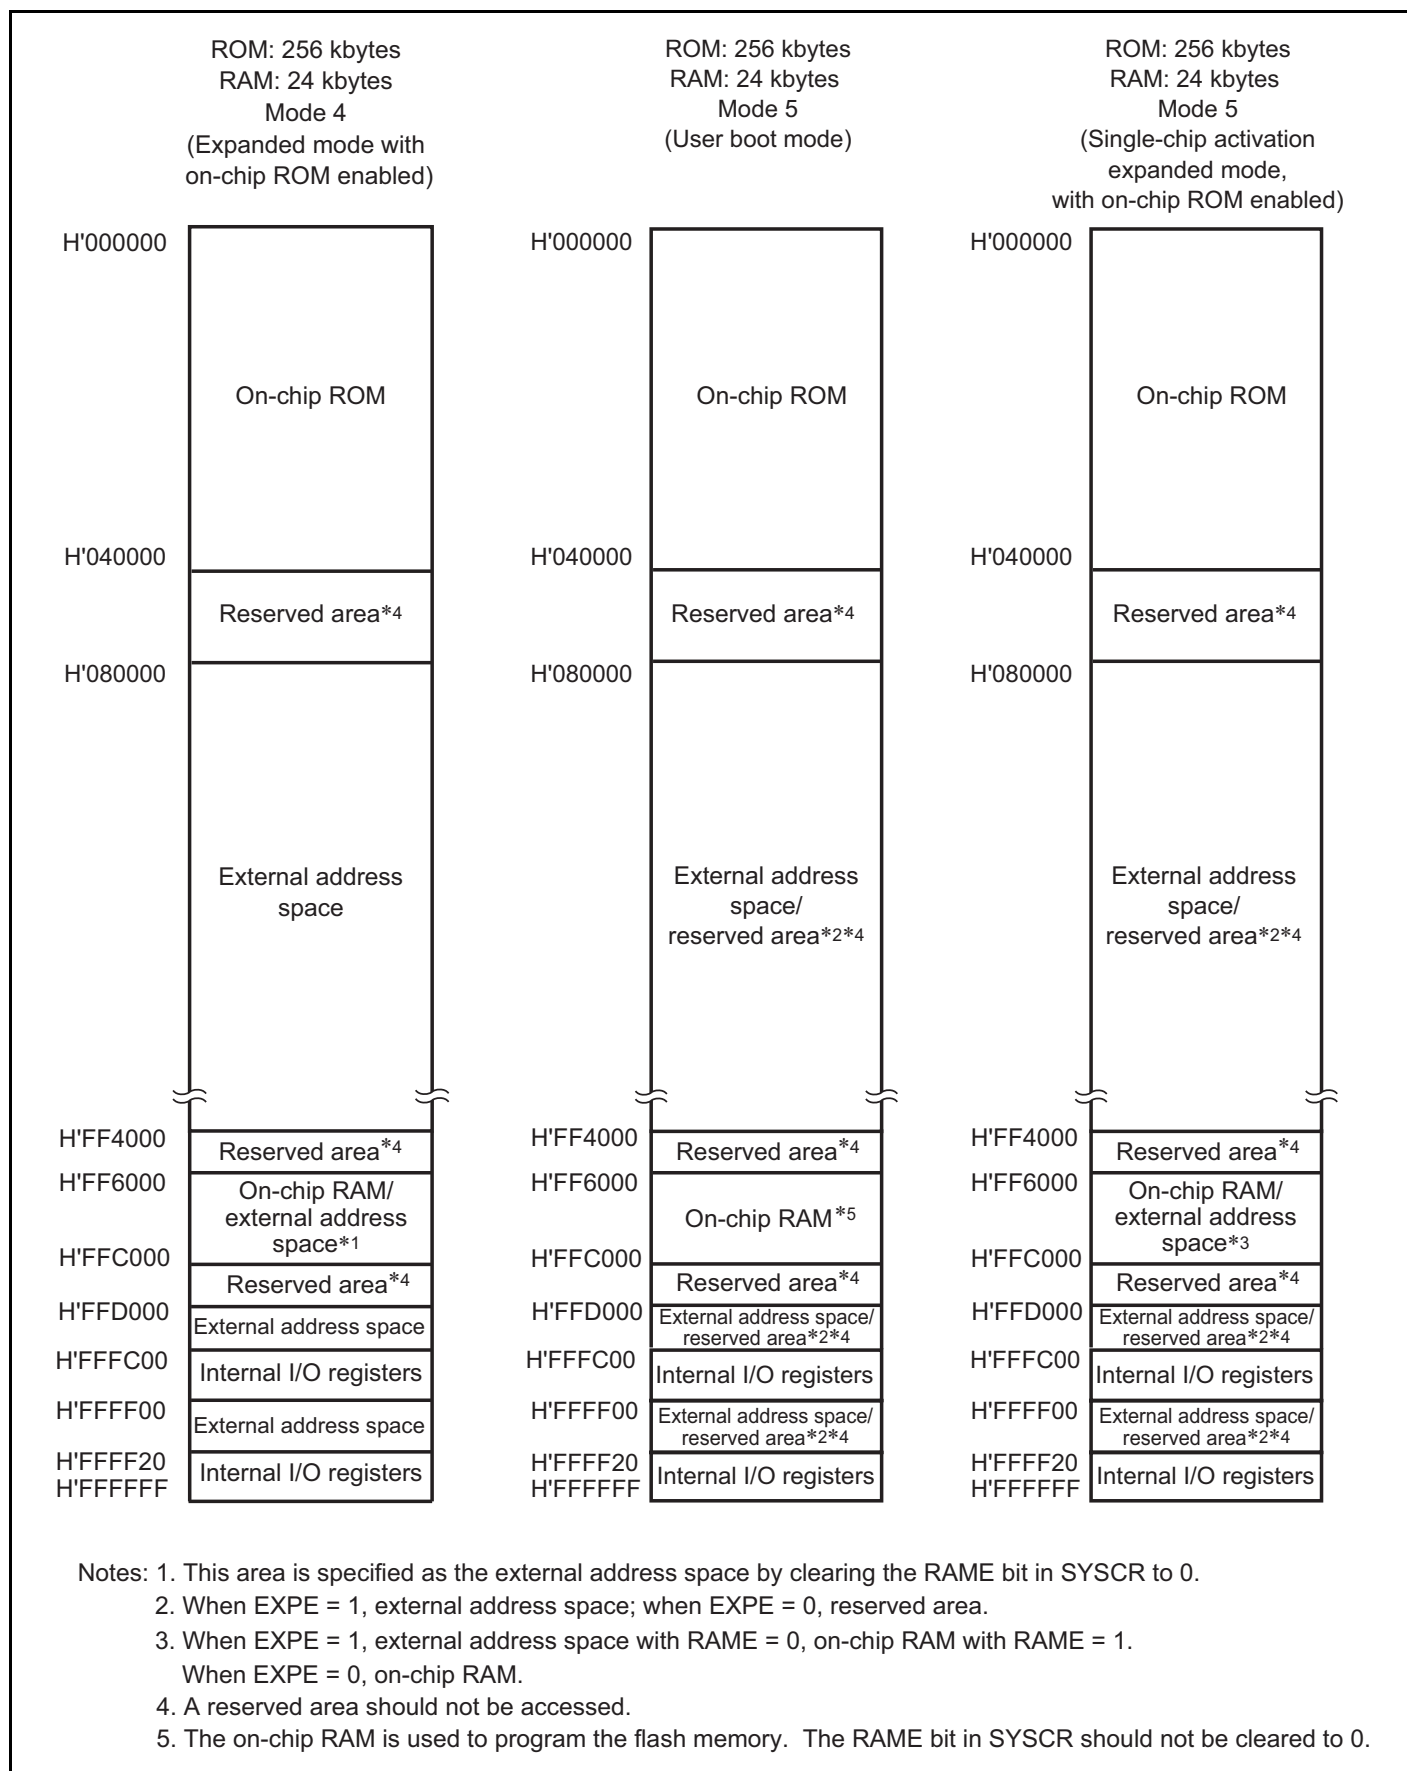 ROM: 256 kbytes
RAM: 24 kbytes
Mode 4
(Expanded mode with
on-chip ROM enabled)
H'000000
On-chip ROM
H'040000
Reserved area*4
H'080000
External address
space
H'FF4000
Reserved area*4
H'FF6000
On-chip RAM/
external address
space*1
H'FFC000
Reserved area*4
H'FFD000
External address space
H'FFFC00
Internal I/O registers
H'FFFF00
External address space
H'FFFF20
Internal I/O registers
H'FFFFFF
ROM: 256 kbytes
RAM: 24 kbytes
Mode 5
(User boot mode)
H'000000
On-chip ROM
H'040000
Reserved area*4
H'080000
External address
space/
reserved area*2*4
H'FF4000
Reserved area*4
H'FF6000
On-chip RAM*5
H'FFC000
Reserved area*4
H'FFD000
External address space/
reserved area*2*4
H'FFFC00
Internal I/O registers
H'FFFF00
External address space/
reserved area*2*4
H'FFFF20
Internal I/O registers
H'FFFFFF
ROM: 256 kbytes
RAM: 24 kbytes
Mode 5
(Single-chip activation
expanded mode,
with on-chip ROM enabled)
H'000000
On-chip ROM
H'040000
Reserved area*4
H'080000
External address
space/
reserved area*2*4
H'FF4000
Reserved area*4
H'FF6000
On-chip RAM/
external address
space*3
H'FFC000
Reserved area*4
H'FFD000
External address space/
reserved area*2*4
H'FFFC00
Internal I/O registers
H'FFFF00
External address space/
reserved area*2*4
H'FFFF20
Internal I/O registers
H'FFFFFF
Notes: 1. This area is specified as the external address space by clearing the RAME bit in SYSCR to 0.
2. When EXPE = 1, external address space; when EXPE = 0, reserved area.
3. When EXPE = 1, external address space with RAME = 0, on-chip RAM with RAME = 1.
When EXPE = 0, on-chip RAM.
4. A reserved area should not be accessed.
5. The on-chip RAM is used to program the flash memory. The RAME bit in SYSCR should not be cleared to 0.